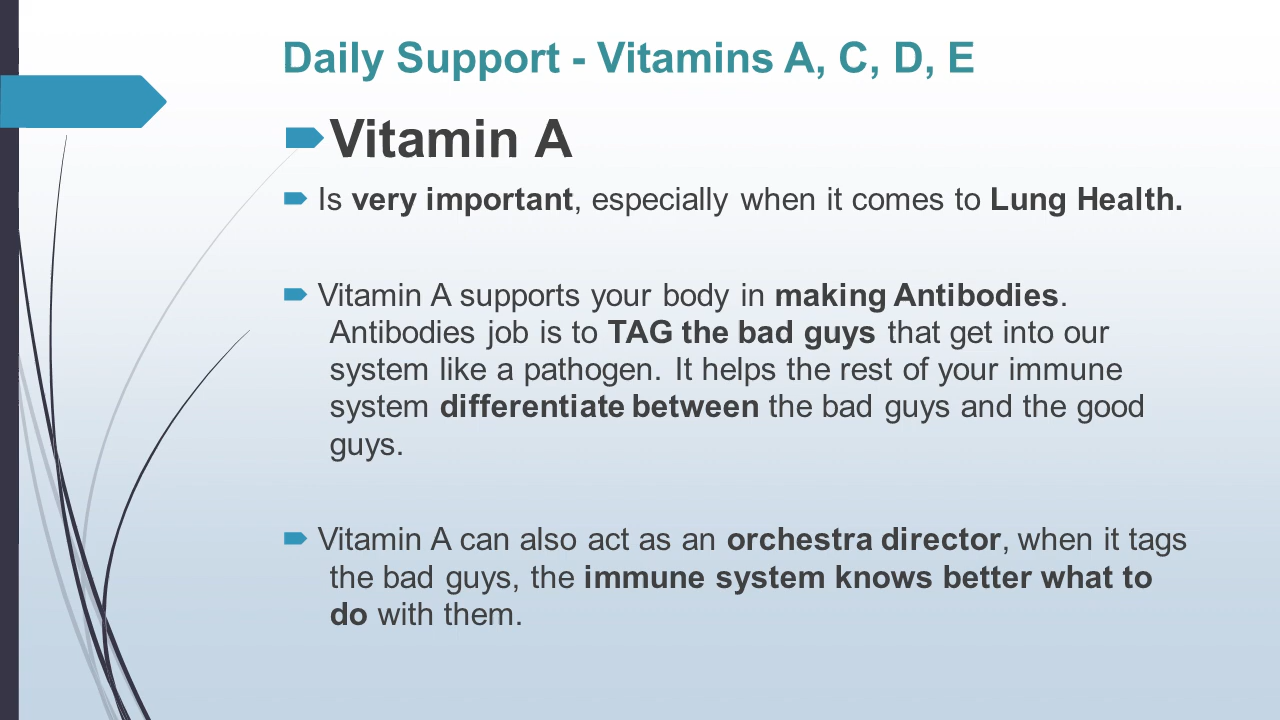 Daily Support - Vitamins A, C, D, E
Vitamin A
Is very important, especially when it comes to Lung Health.
Vitamin A supports your body in making Antibodies.
Antibodies job is to TAG the bad guys that get into our
system like a pathogen. It helps the rest of your immune
system differentiate between the bad guys and the good
guys.
Vitamin A can also act as an orchestra director, when it tags
the bad guys, the immune system knows better what to
do with them.